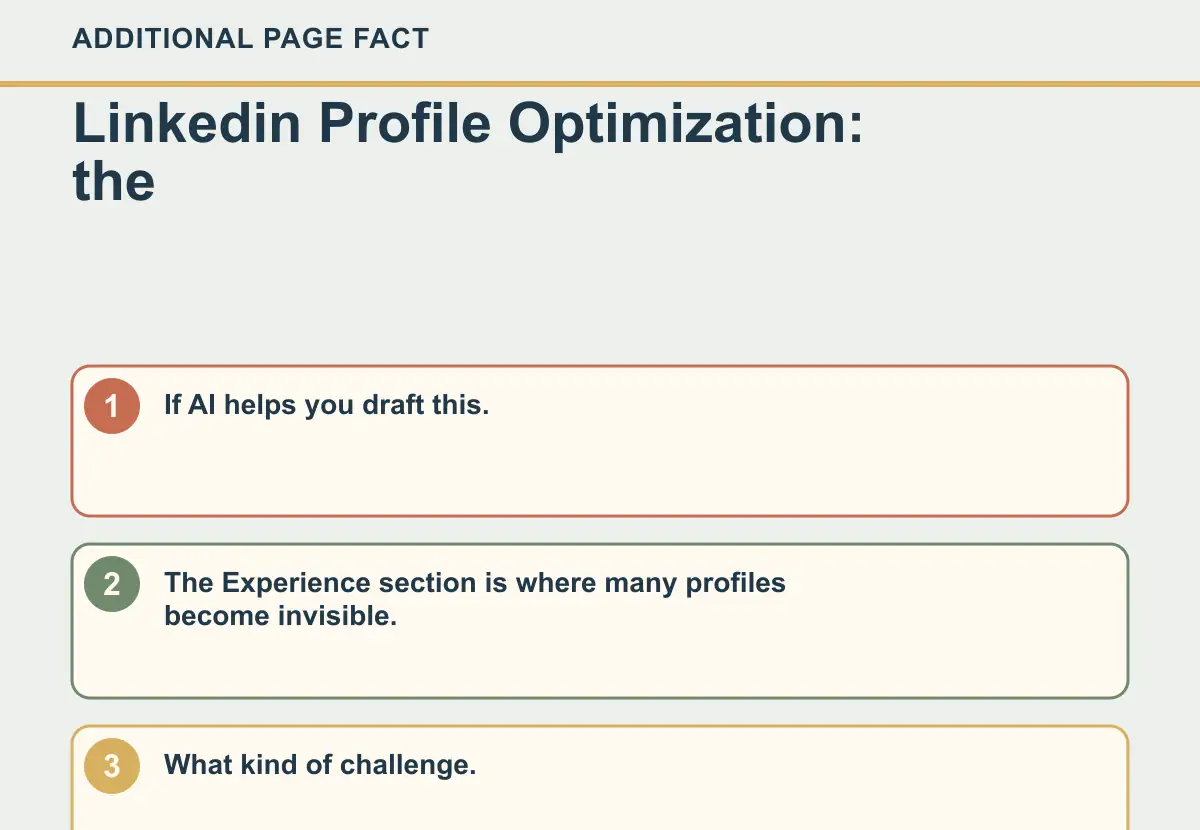 ADDITIONAL PAGE FACT
Linkedin Profile Optimization:
the
1
If AI helps you draft this.
2
The Experience section is where many profiles
become invisible.
3
What kind of challenge.